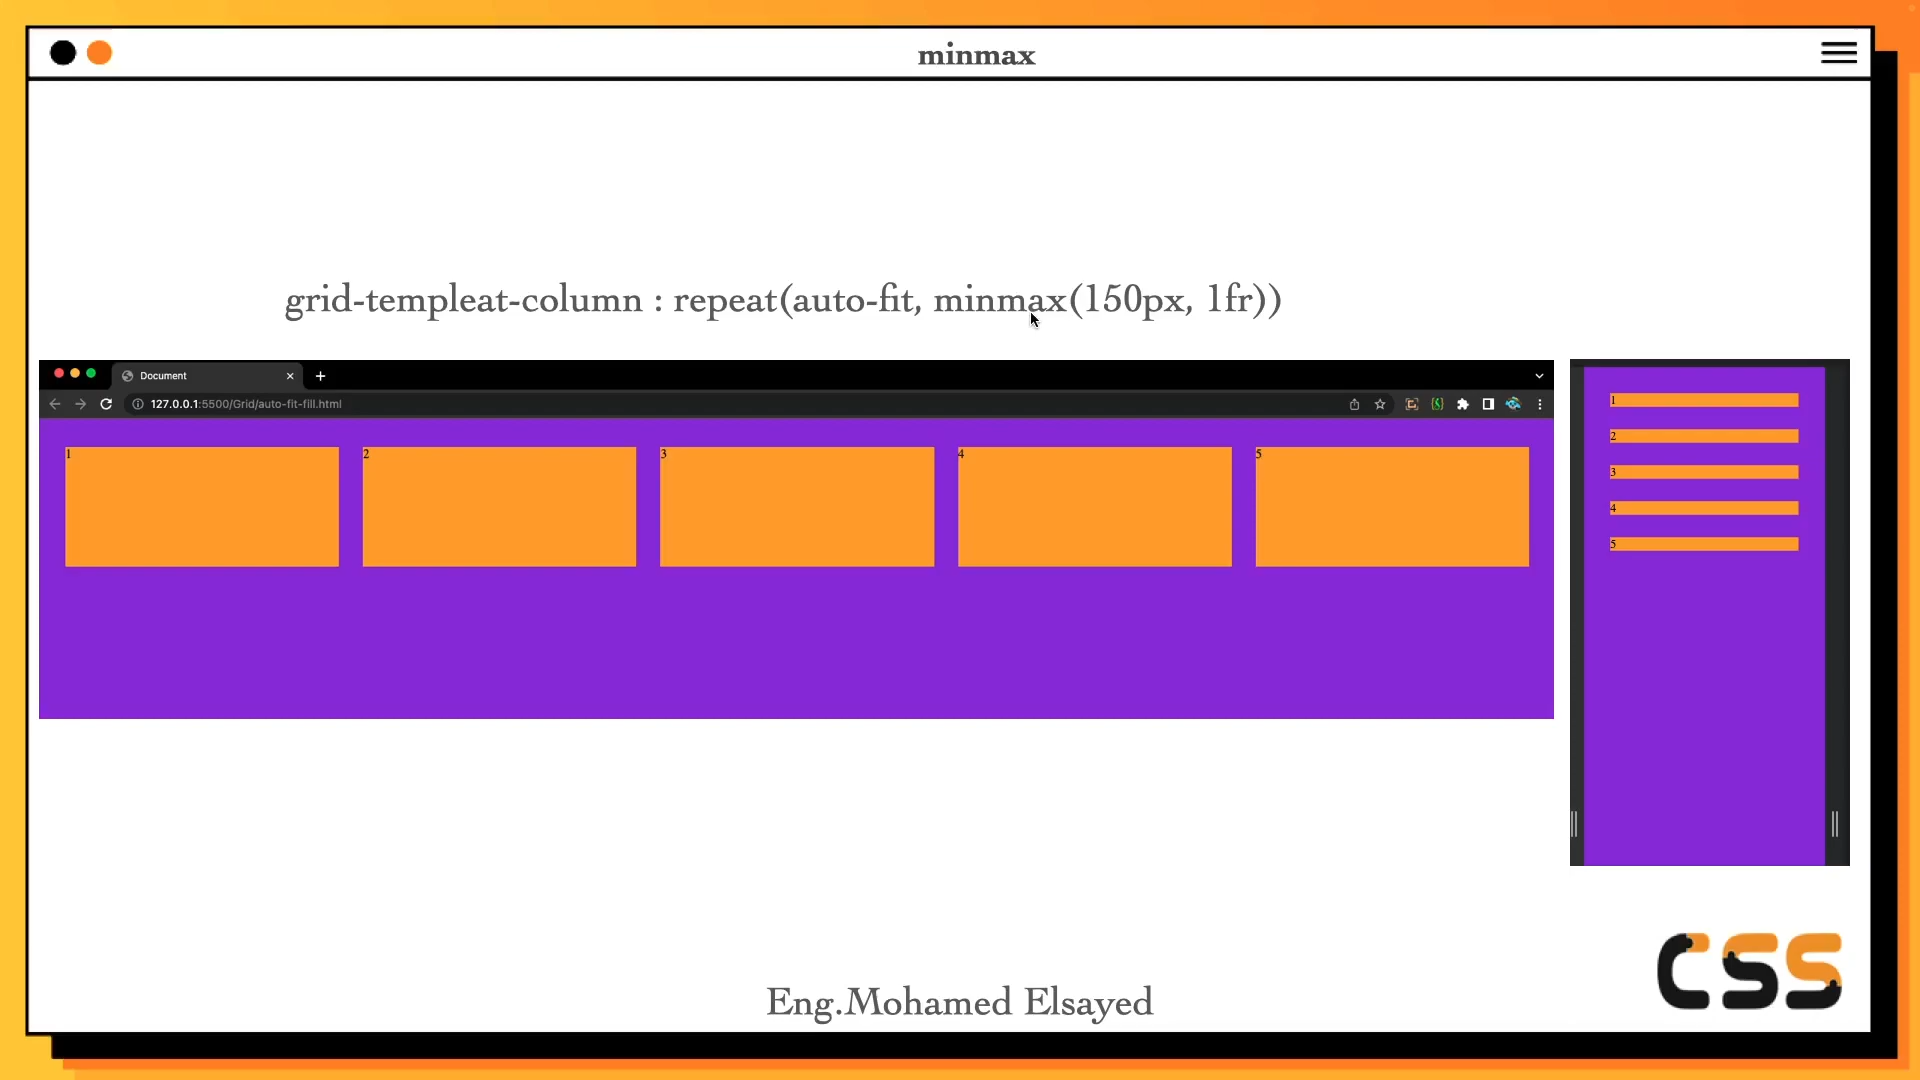 minmax
grid-templeat-column : repeat(auto-fit, minmax(150px, 1fr))
Document
127.0.0.1:5500/Grid/auto-fit-fill.html
1 2 3 4 5
1
2
3
4
5
CSS
Eng.Mohamed Elsayed